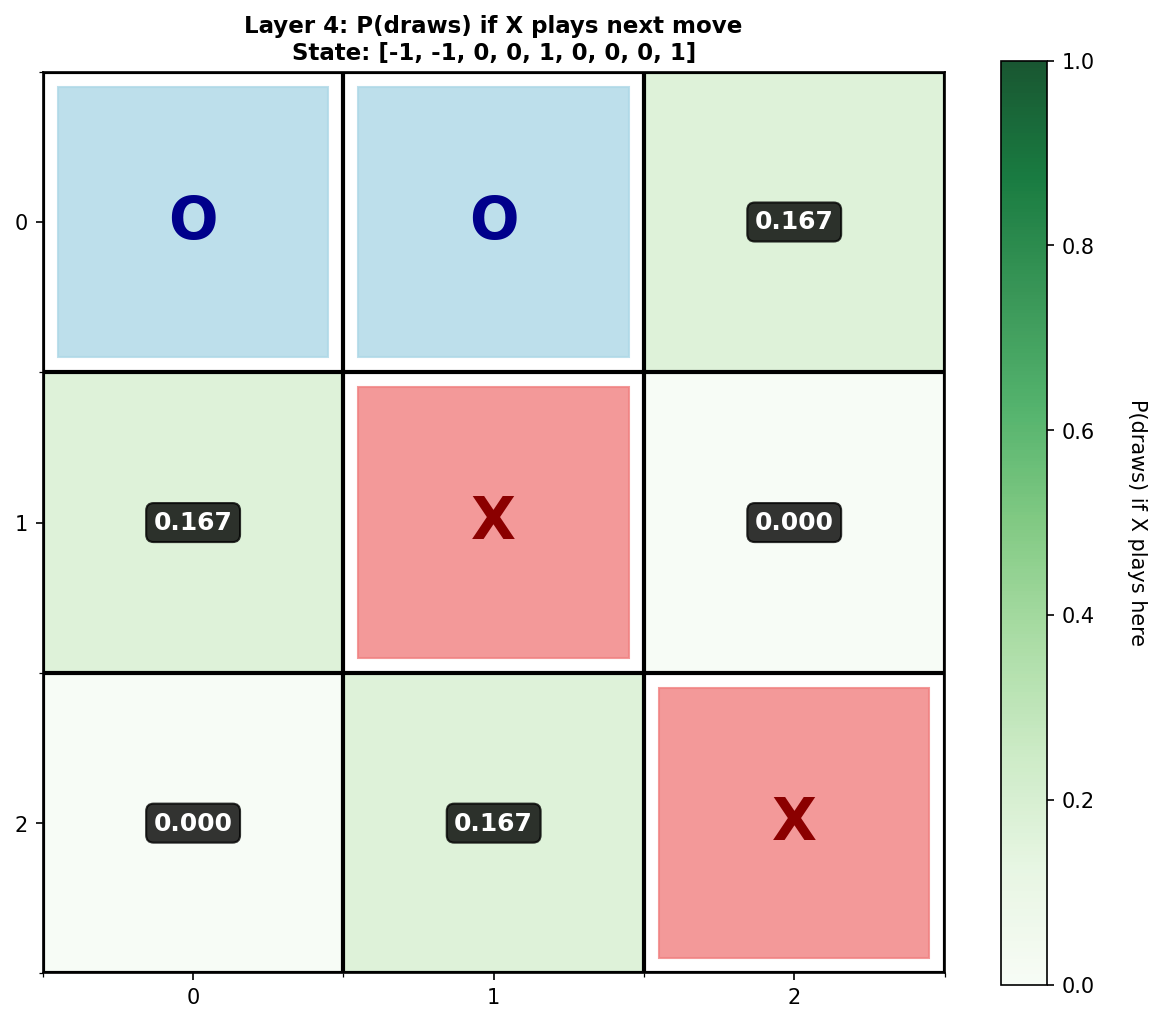 Layer 4: P(draws) if X plays next move
State: [-1, -1, 0, 0, 1, 0, 0, 0, 1]
O
O
0.167
0.167
X
0.000
0.000
0.167
X
0
1
2
0
1
2
1.0
0.8
0.6
0.4
0.2
0.0
P(draws) if X plays here